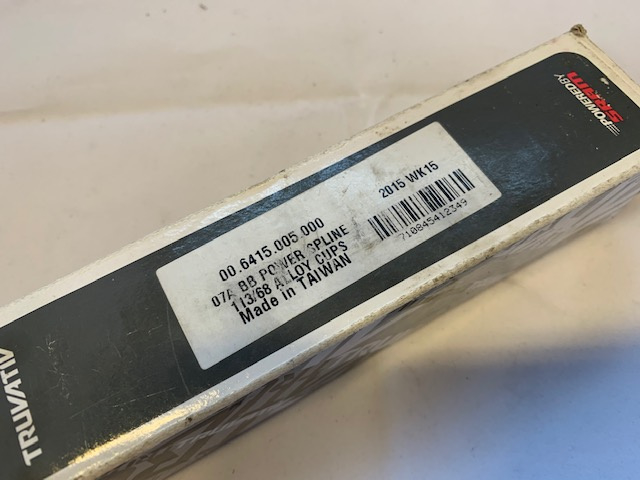 POWERED BY
SRAM
2015 WK15
710845412349
00.6415.005.000
07A BB POWER SPLINE
113/68 ALLOY CUPS
Made in TAIWAN
TRUVATIV